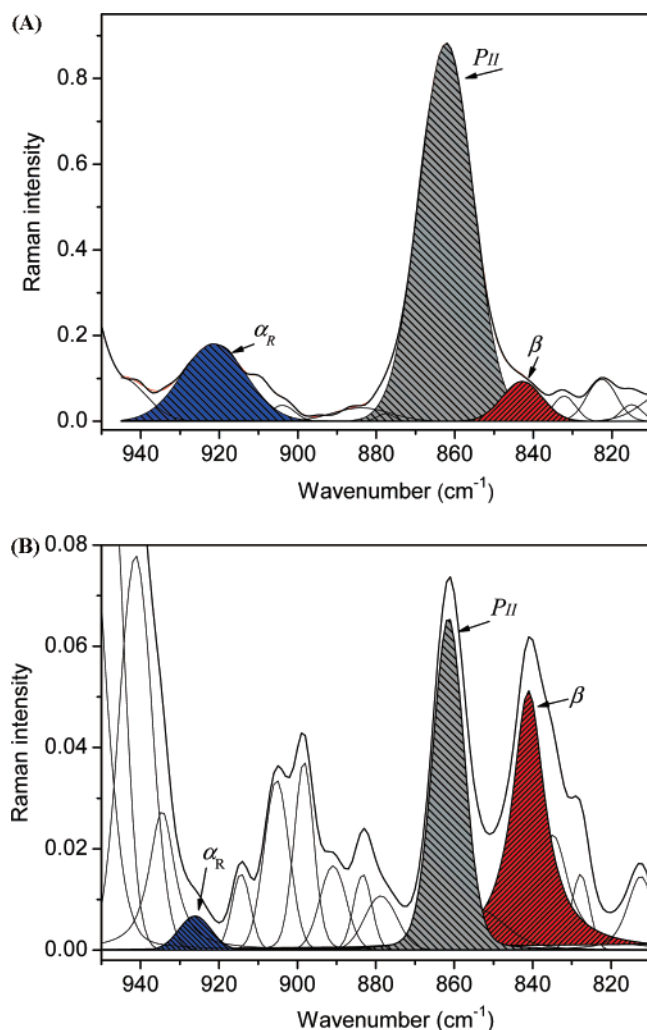 (A)
0.8
0.6
0.4
0.2
0.0
Raman intensity
PII
αR
β
940 920 900 880 860 840 820
Wavenumber (cm-1)
(B)
0.08
0.06
0.04
0.02
0.00
Raman intensity
PII
β
αR
940 920 900 880 860 840 820
Wavenumber (cm-1)